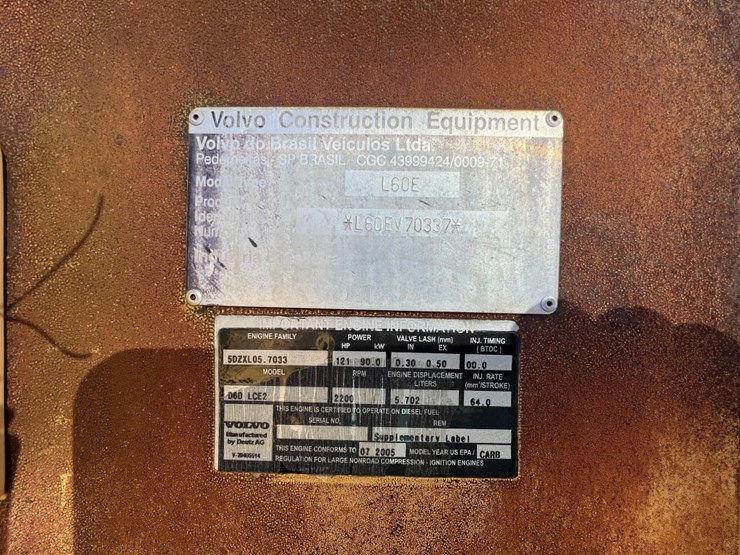 Volvo Construction Equipment
Volvo do Brasil Veículos Ltda.
Pederneiras - SP BRASIL CGC 43999424/0009-71
L60E
*L60EV70337*
IMPORTANT ENGINE INFORMATION
ENGINE FAMILY POWER VALVE LASH (mm) INJ. TIMING
HP kW IN EX (BTDC)
5DZXL05.7033 121 90.0 0.30 0.50 00.0
MODEL RPM ENGINE DISPLACEMENT INJ. RATE
LITERS (mm³/STROKE)
D6D LCE2 2200 5.702 64.0
THIS ENGINE IS CERTIFIED TO OPERATE ON DIESEL FUEL
SERIAL NO. REM
VOLVO Supplementary Label
Manufactured
by Deutz AG
THIS ENGINE CONFORMS TO 07 2005 MODEL YEAR US EPA / CARB
REGULATION FOR LARGE NONROAD COMPRESSION - IGNITION ENGINES